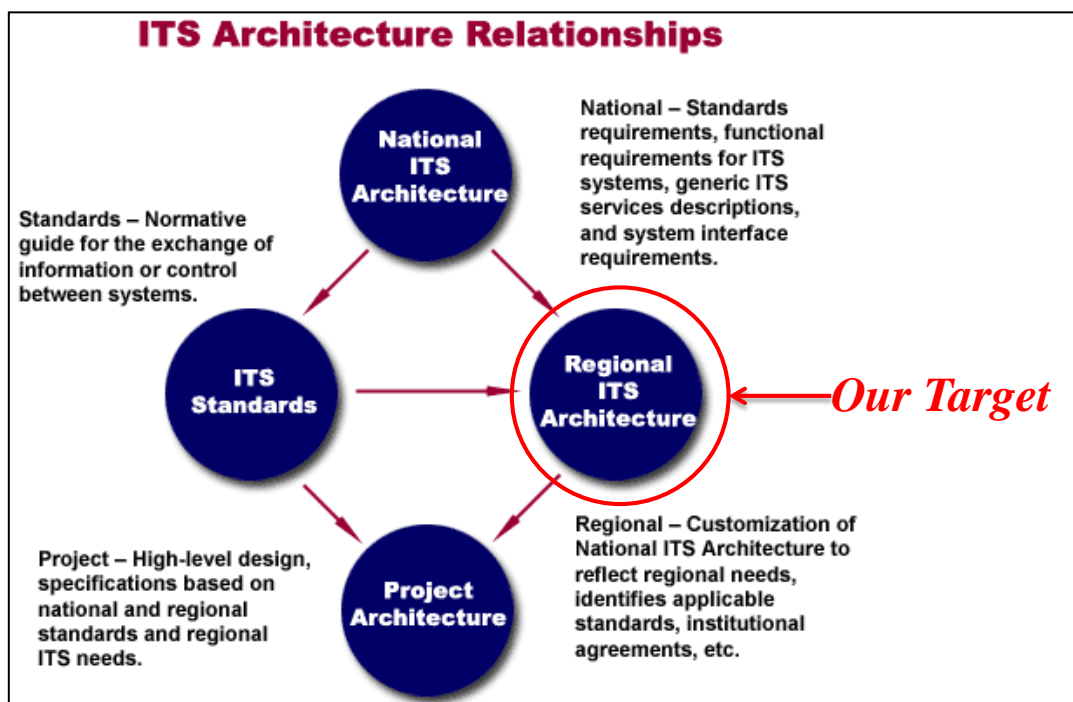 ITS Architecture Relationships
National
ITS
Architecture
National – Standards
requirements, functional
requirements for ITS
systems, generic ITS
services descriptions,
and system interface
requirements.
Standards – Normative
guide for the exchange of
information or control
between systems.
ITS
Standards
Regional
ITS
Architecture
Our Target
Project – High-level design,
specifications based on
national and regional
standards and regional
ITS needs.
Project
Architecture
Regional – Customization of
National ITS Architecture to
reflect regional needs,
identifies applicable
standards, institutional
agreements, etc.